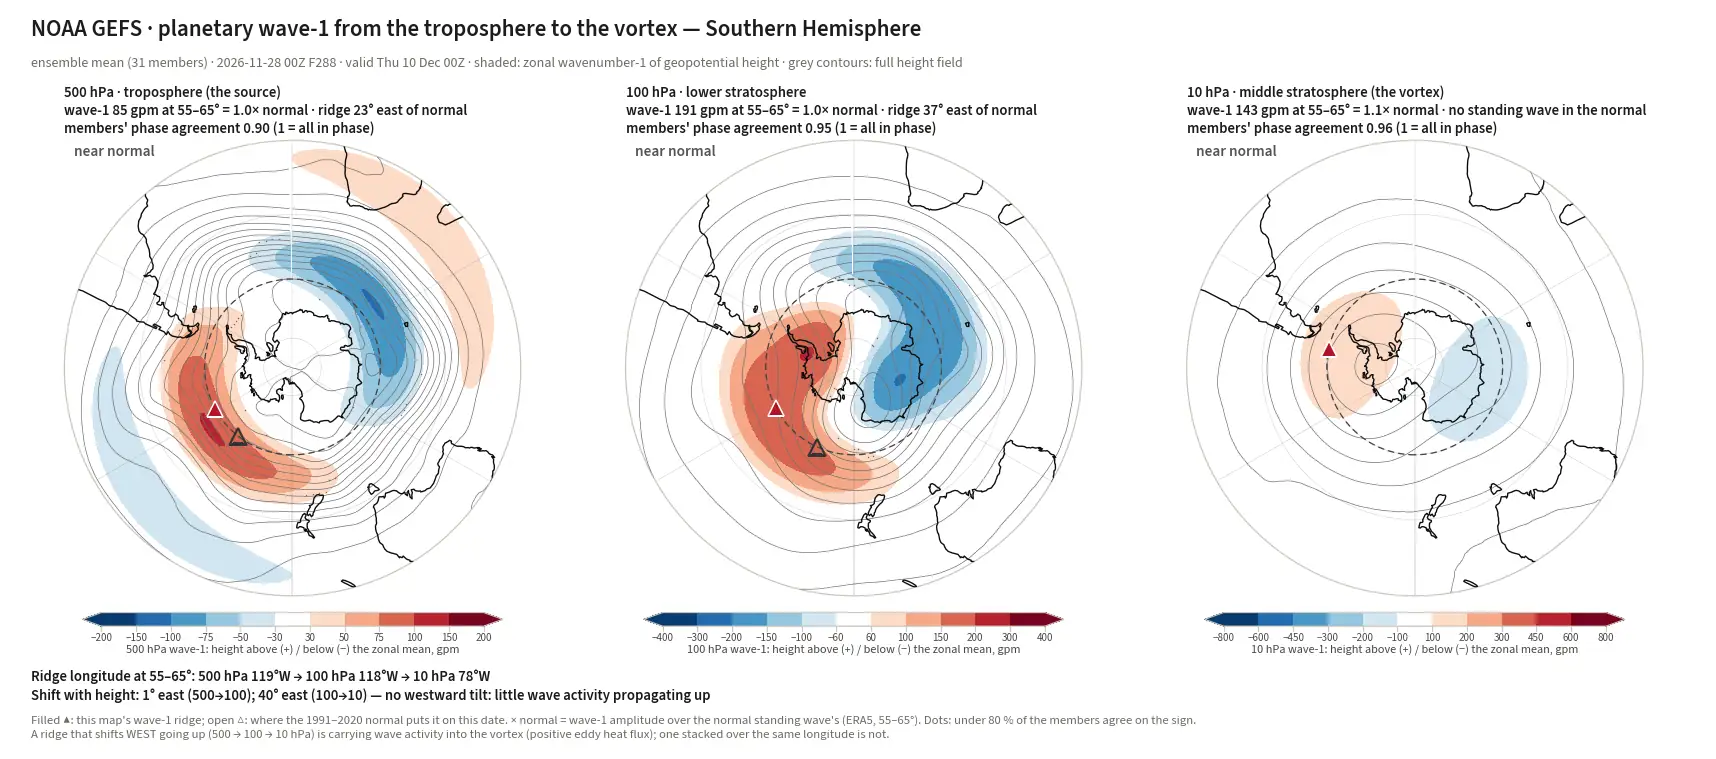 NOAA GEFS · planetary wave-1 from the troposphere to the vortex — Southern Hemisphere
ensemble mean (31 members) · 2026-11-28 00Z F288 · valid Thu 10 Dec 00Z · shaded: zonal wavenumber-1 of geopotential height · grey contours: full height field
500 hPa · troposphere (the source)
wave-1 85 gpm at 55–65° = 1.0× normal · ridge 23° east of normal
members' phase agreement 0.90 (1 = all in phase)
near normal
100 hPa · lower stratosphere
wave-1 191 gpm at 55–65° = 1.0× normal · ridge 37° east of normal
members' phase agreement 0.95 (1 = all in phase)
near normal
10 hPa · middle stratosphere (the vortex)
wave-1 143 gpm at 55–65° = 1.1× normal · no standing wave in the normal
members' phase agreement 0.96 (1 = all in phase)
near normal
−200 −150 −100 −75 −50 −30 30 50 75 100 150 200
500 hPa wave-1: height above (+) / below (−) the zonal mean, gpm
−400 −300 −200 −150 −100 −60 60 100 150 200 300 400
100 hPa wave-1: height above (+) / below (−) the zonal mean, gpm
−800 −600 −450 −300 −200 −100 100 200 300 450 600 800
10 hPa wave-1: height above (+) / below (−) the zonal mean, gpm
Ridge longitude at 55–65°: 500 hPa 119°W → 100 hPa 118°W → 10 hPa 78°W
Shift with height: 1° east (500→100); 40° east (100→10) — no westward tilt: little wave activity propagating up
Filled ▲: this map's wave-1 ridge; open △: where the 1991–2020 normal puts it on this date. × normal = wave-1 amplitude over the normal standing wave's (ERA5, 55–65°). Dots: under 80 % of the members agree on the sign.
A ridge that shifts WEST going up (500 → 100 → 10 hPa) is carrying wave activity into the vortex (positive eddy heat flux); one stacked over the same longitude is not.